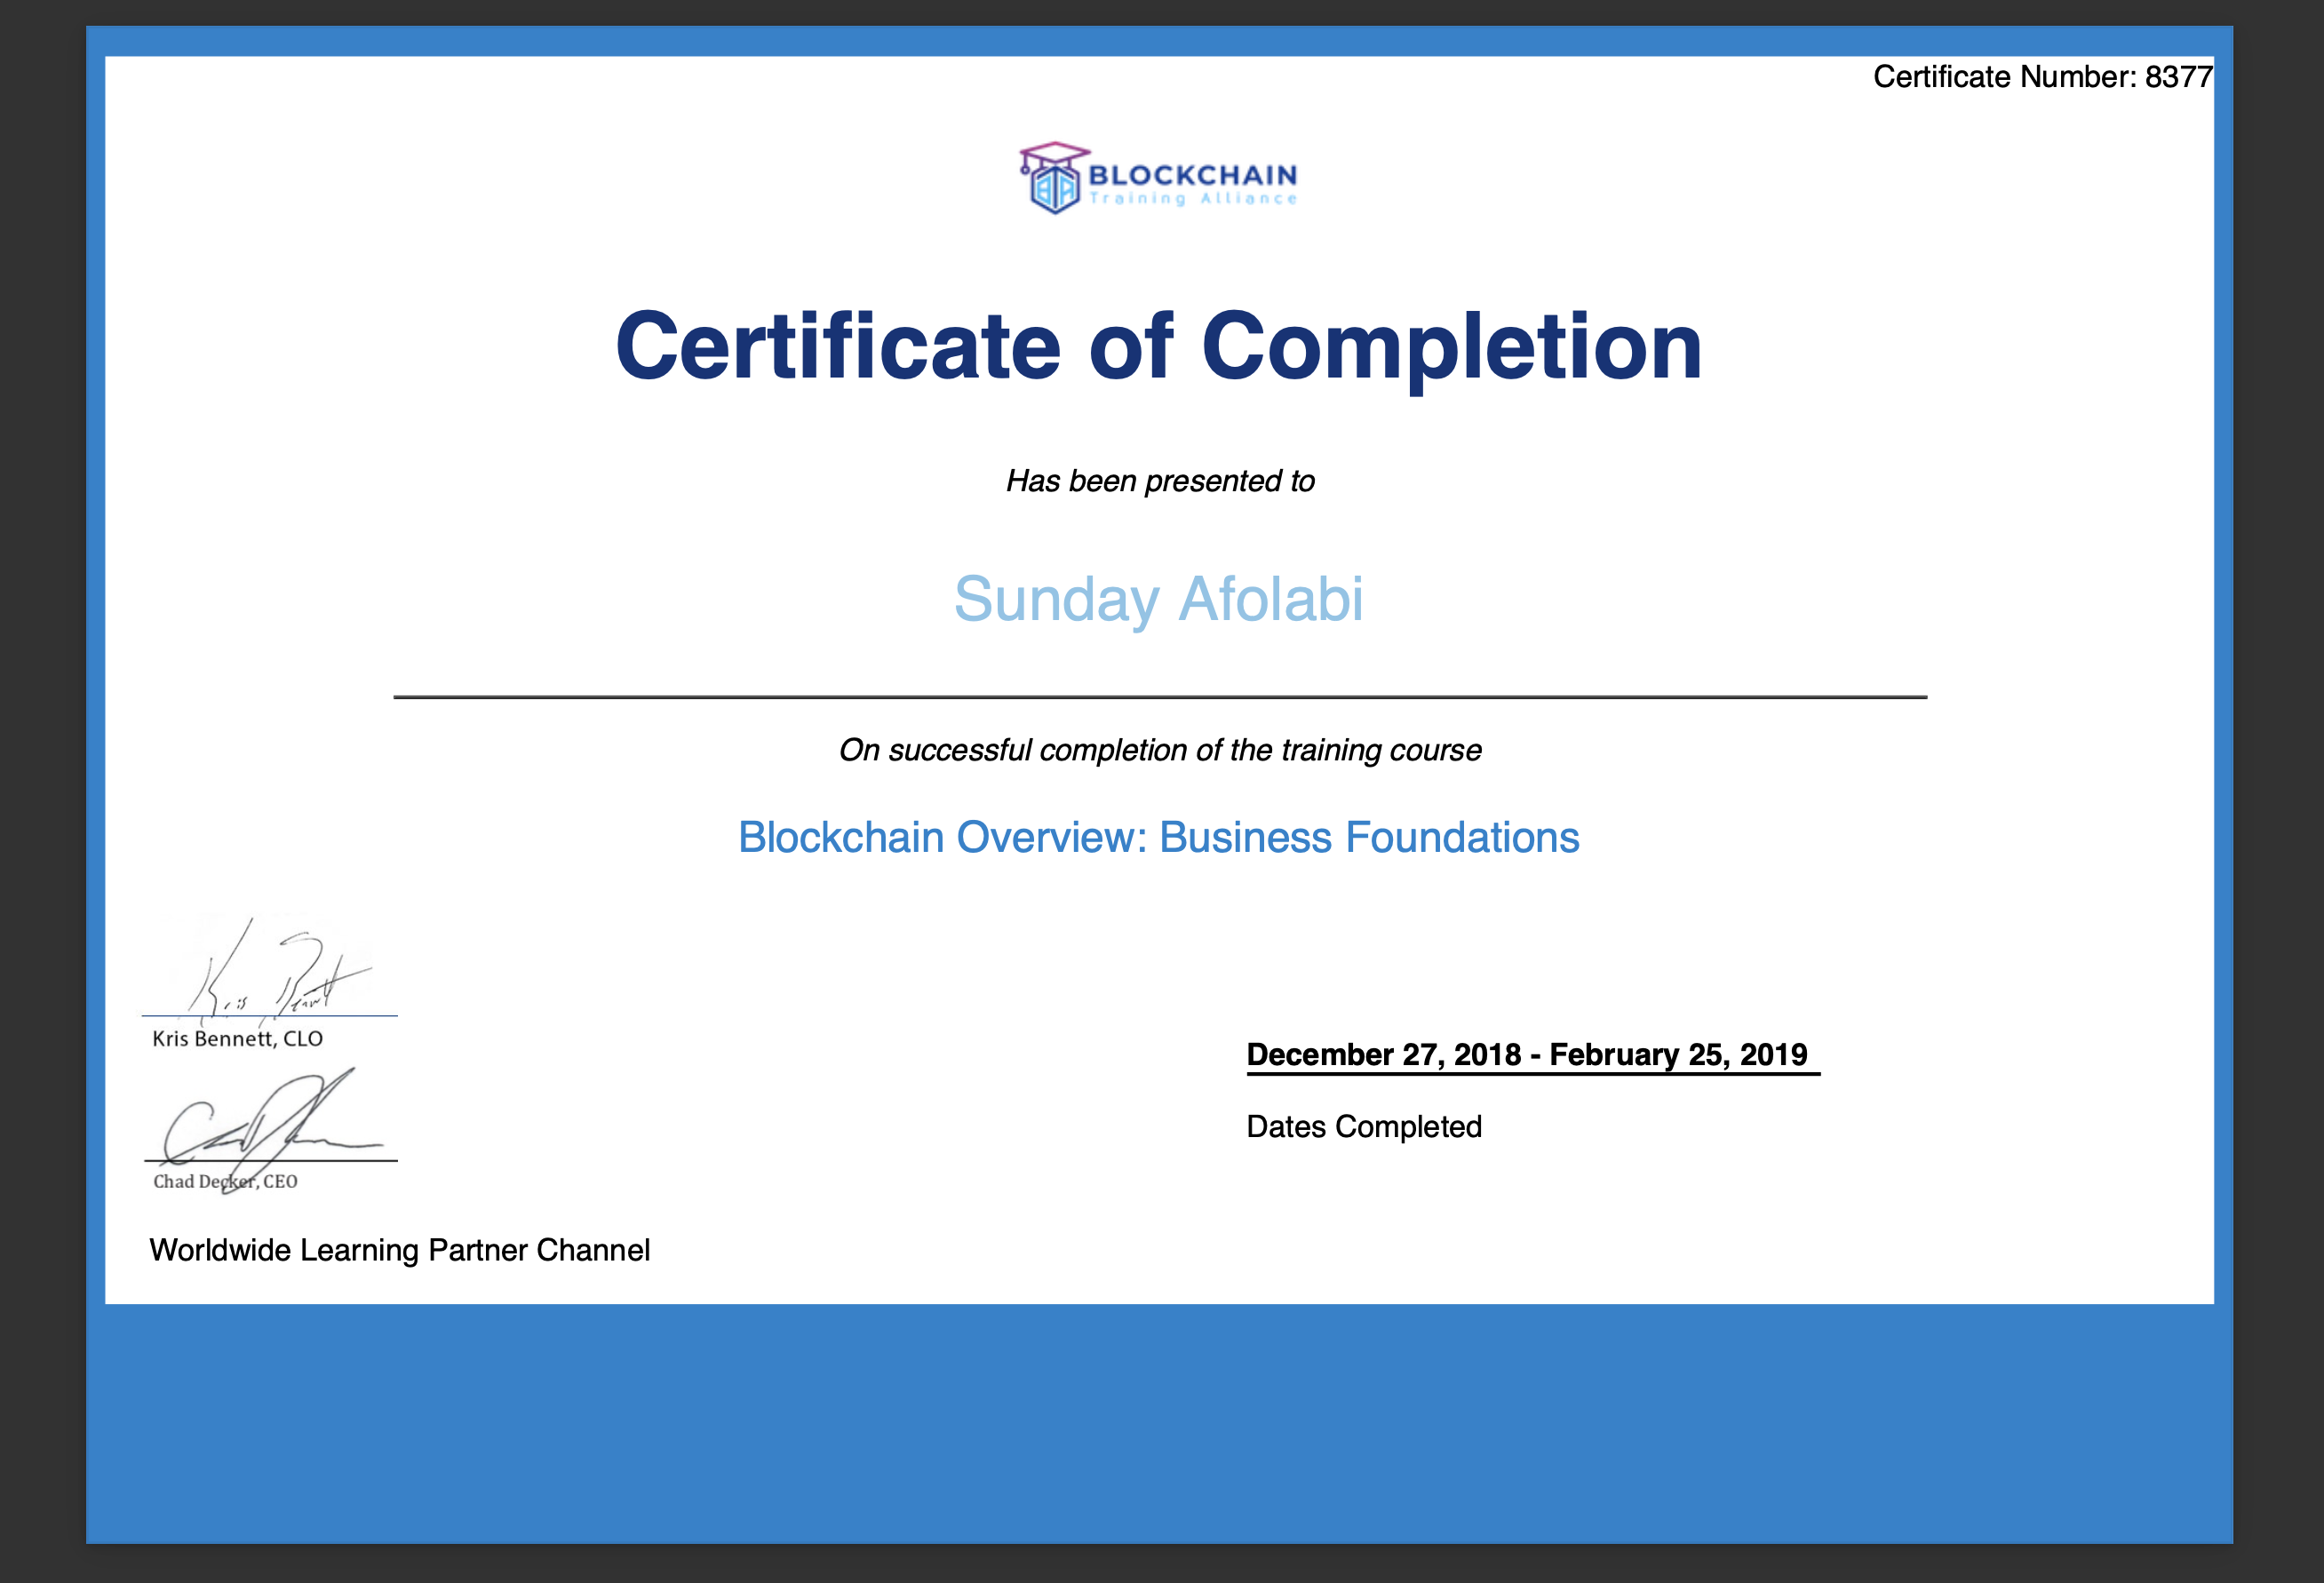 Certificate Number: 8377
BLOCKCHAIN
Training Alliance
Certificate of Completion
Has been presented to
Sunday Afolabi
On successful completion of the training course
Blockchain Overview: Business Foundations
Kris Bennett, CLO
December 27, 2018 - February 25, 2019
Dates Completed
Chad Decker, CEO
Worldwide Learning Partner Channel